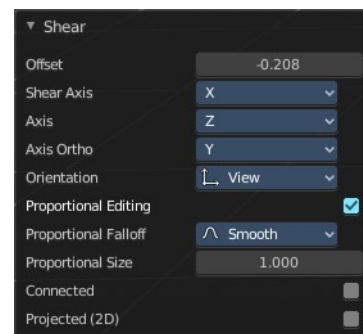 Shear
Offset -0.208
Shear Axis X
Axis Z
Axis Ortho Y
Orientation View
Proportional Editing
Proportional Falloff Smooth
Proportional Size 1.000
Connected
Projected (2D)